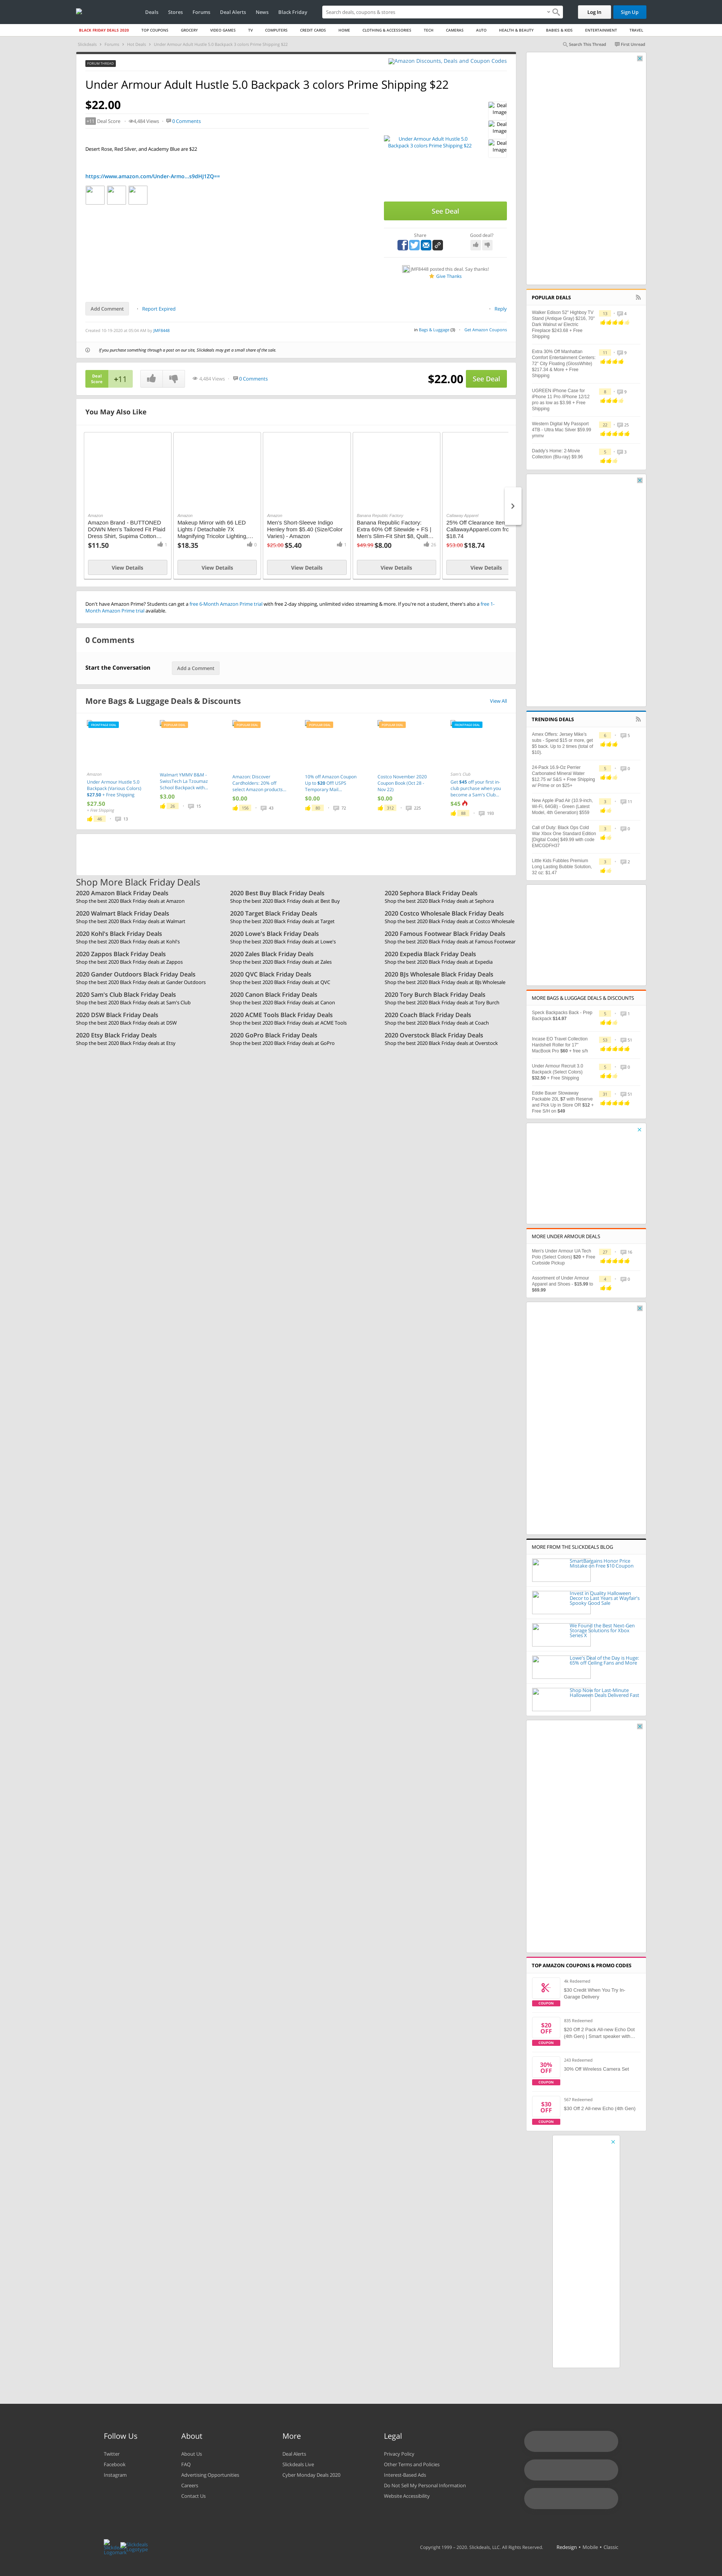 Deals Stores Forums Deal Alerts News Black Friday
Search deals, coupons & stores
Log In Sign Up
BLACK FRIDAY DEALS 2020 TOP COUPONS GROCERY VIDEO GAMES TV COMPUTERS CREDIT CARDS HOME CLOTHING & ACCESSORIES TECH CAMERAS AUTO HEALTH & BEAUTY BABIES & KIDS ENTERTAINMENT TRAVEL
Slickdeals > Forums > Hot Deals > Under Armour Adult Hustle 5.0 Backpack 3 colors Prime Shipping $22
Search This Thread First Unread
FORUM THREAD
Amazon Discounts, Deals and Coupon Codes
Under Armour Adult Hustle 5.0 Backpack 3 colors Prime Shipping $22
$22.00
+11 Deal Score 4,484 Views 0 Comments
Desert Rose, Red Silver, and Academy Blue are $22
https://www.amazon.com/Under-Armo...s9dHJ1ZQ==
Under Armour Adult Hustle 5.0 Backpack 3 colors Prime Shipping $22
Deal Image
Deal Image
Deal Image
See Deal
Share
Good deal?
JMF8448 posted this deal. Say thanks!
Give Thanks
Add Comment Report Expired Reply
Created 10-19-2020 at 05:06 AM by JMF8448
in Bags & Luggage (3) Get Amazon Coupons
If you purchase something through a post on our site, Slickdeals may get a small share of the sale.
Deal Score +11 4,484 Views 0 Comments $22.00 See Deal
You May Also Like
Amazon
Amazon Brand - BUTTONED DOWN Men's Tailored Fit Plaid Dress Shirt, Supima Cotton...
$11.50 1
View Details
Amazon
Makeup Mirror with 66 LED Lights / Detachable 7X Magnifying Tricolor Lighting,...
$18.35 0
View Details
Amazon
Men's Short-Sleeve Indigo Henley from $5.40 (Size/Color Varies) - Amazon
$25.00 $5.40 1
View Details
Banana Republic Factory
Banana Republic Factory: Extra 60% Off Sitewide + FS | Men's Slim-Fit Shirt $8, Quilt...
$49.99 $8.00 26
View Details
Callaway Apparel
25% Off Clearance Item CallawayApparel.com fro $18.74
$53.00 $18.74
View Details
Don't have Amazon Prime? Students can get a free 6-Month Amazon Prime trial with free 2-day shipping, unlimited video streaming & more. If you're not a student, there's also a free 1-
Month Amazon Prime trial available.
0 Comments
Start the Conversation
Add a Comment
More Bags & Luggage Deals & Discounts
View All
FRONTPAGE DEAL
Amazon
Under Armour Hustle 5.0 Backpack (Various Colors) $27.50 + Free Shipping
$27.50
+ Free Shipping
46 13
POPULAR DEAL
Walmart YMMV B&M - SwissTech La Tzoumaz School Backpack with...
$3.00
26 15
POPULAR DEAL
Amazon: Discover Cardholders: 20% off select Amazon products...
$0.00
156 43
POPULAR DEAL
10% off Amazon Coupon Up to $20 Off! USPS Temporary Mail...
$0.00
80 72
POPULAR DEAL
Costco November 2020 Coupon Book (Oct 28 - Nov 22)
$0.00
312 225
FRONTPAGE DEAL
Sam's Club
Get $45 off your first in-club purchase when you become a Sam's Club...
$45
88 193
Shop More Black Friday Deals
2020 Amazon Black Friday Deals
Shop the best 2020 Black Friday deals at Amazon
2020 Best Buy Black Friday Deals
Shop the best 2020 Black Friday deals at Best Buy
2020 Sephora Black Friday Deals
Shop the best 2020 Black Friday deals at Sephora
2020 Walmart Black Friday Deals
Shop the best 2020 Black Friday deals at Walmart
2020 Target Black Friday Deals
Shop the best 2020 Black Friday deals at Target
2020 Costco Wholesale Black Friday Deals
Shop the best 2020 Black Friday deals at Costco Wholesale
2020 Kohl's Black Friday Deals
Shop the best 2020 Black Friday deals at Kohl's
2020 Lowe's Black Friday Deals
Shop the best 2020 Black Friday deals at Lowe's
2020 Famous Footwear Black Friday Deals
Shop the best 2020 Black Friday deals at Famous Footwear
2020 Zappos Black Friday Deals
Shop the best 2020 Black Friday deals at Zappos
2020 Zales Black Friday Deals
Shop the best 2020 Black Friday deals at Zales
2020 Expedia Black Friday Deals
Shop the best 2020 Black Friday deals at Expedia
2020 Gander Outdoors Black Friday Deals
Shop the best 2020 Black Friday deals at Gander Outdoors
2020 QVC Black Friday Deals
Shop the best 2020 Black Friday deals at QVC
2020 BJs Wholesale Black Friday Deals
Shop the best 2020 Black Friday deals at BJs Wholesale
2020 Sam's Club Black Friday Deals
Shop the best 2020 Black Friday deals at Sam's Club
2020 Canon Black Friday Deals
Shop the best 2020 Black Friday deals at Canon
2020 Tory Burch Black Friday Deals
Shop the best 2020 Black Friday deals at Tory Burch
2020 DSW Black Friday Deals
Shop the best 2020 Black Friday deals at DSW
2020 ACME Tools Black Friday Deals
Shop the best 2020 Black Friday deals at ACME Tools
2020 Coach Black Friday Deals
Shop the best 2020 Black Friday deals at Coach
2020 Etsy Black Friday Deals
Shop the best 2020 Black Friday deals at Etsy
2020 GoPro Black Friday Deals
Shop the best 2020 Black Friday deals at GoPro
2020 Overstock Black Friday Deals
Shop the best 2020 Black Friday deals at Overstock
POPULAR DEALS
Walker Edison 52" Highboy TV Stand (Antique Gray) $216, 70" Dark Walnut w/ Electric Fireplace $243.68 + Free Shipping
13 4
Extra 30% Off Manhattan Comfort Entertainment Centers: 72" City Floating (Gloss/White) $217.34 & More + Free Shipping
11 9
UGREEN iPhone Case for iPhone 11 Pro /iPhone 12/12 pro as low as $3.98 + Free Shipping
8 9
Western Digital My Passport 4TB - Ultra Mac Silver $59.99 promo
22 25
Daddy's Home: 2-Movie Collection (Blu-ray) $9.96
5 3
TRENDING DEALS
Amex Offers: Jersey Mike's subs - Spend $15 or more, get $5 back. Up to 2 times (total of $10).
6 5
24-Pack 16.9-Oz Perrier Carbonated Mineral Water $12.75 w/ S&S + Free Shipping w/ Prime or on $25+
5 0
New Apple iPad Air (10.9-inch, Wi-Fi, 64GB) - Green (Latest Model, 4th Generation) $559
3 11
Call of Duty: Black Ops Cold War Xbox One Standard Edition [Digital Code] $49.99 with code EMCGDFH37
3 0
Little Kids Fubbles Premium Long Lasting Bubble Solution, 32 oz: $1.47
3 2
MORE BAGS & LUGGAGE DEALS & DISCOUNTS
Speck Backpacks Back - Prep Backpack $14.97
5 1
Incase EO Travel Collection Hardshell Roller for 17" MacBook Pro $60 + free s/h
53 51
Under Armour Recruit 3.0 Backpack (Select Colors) $32.50 + Free Shipping
5 0
Eddie Bauer Stowaway Packable 20L $7 with Reserve and Pick Up in Store OR $12 + Free S/H on $49
31 51
MORE UNDER ARMOUR DEALS
Men's Under Armour UA Tech Polo (Select Colors) $20 + Free Curbside Pickup
27 16
Assortment of Under Armour Apparel and Shoes - $15.99 to $88.99
4 0
MORE FROM THE SLICKDEALS BLOG
SmartBargains Honor Price Mistake on Free $10 Coupon
Invest in Quality Halloween Decor to Last Years at Wayfair's Spooky Good Sale
We Found the Best Next-Gen Storage Solutions for Xbox Series X
Lowe's Deal of the Day is Huge: 65% off Ceiling Fans and More
Shop Now for Last-Minute Halloween Deals Delivered Fast
TOP AMAZON COUPONS & PROMO CODES
COUPON
4k Redeemed
$30 Credit When You Try In-Garage Delivery
$20 OFF COUPON
835 Redeemed
$20 Off 2 Pack All-new Echo Dot (4th Gen) | Smart speaker with...
30% OFF COUPON
243 Redeemed
30% Off Wireless Camera Set
$30 OFF COUPON
567 Redeemed
$30 Off 2 All-new Echo (4th Gen)
Follow Us
Twitter
Facebook
Instagram
About
About Us
FAQ
Advertising Opportunities
Careers
Contact Us
More
Deal Alerts
Slickdeals Live
Cyber Monday Deals 2020
Legal
Privacy Policy
Other Terms and Policies
Interest-Based Ads
Do Not Sell My Personal Information
Website Accessibility
Copyright 1999 - 2020. Slickdeals, LLC. All Rights Reserved. Redesign • Mobile • Classic